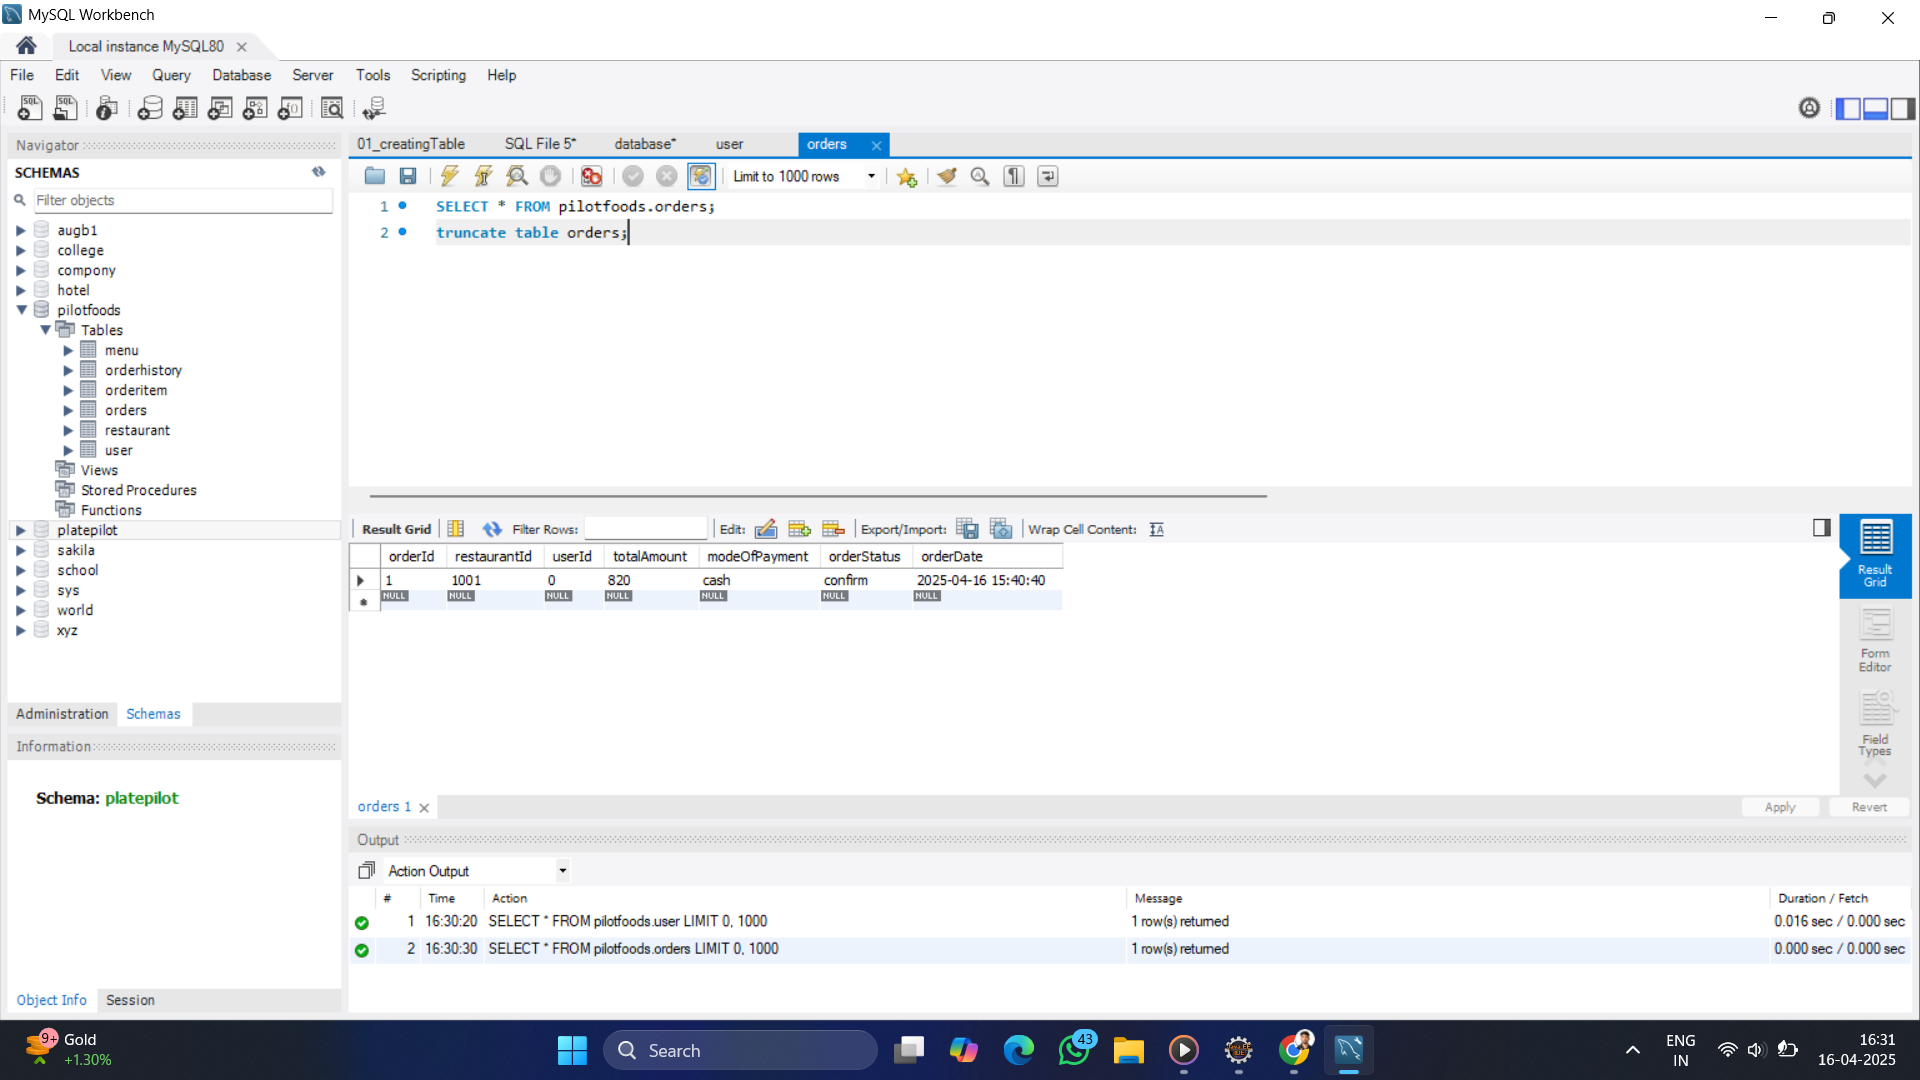 MySQL Workbench
Local instance MySQL80
File Edit View Query Database Server Tools Scripting Help
Navigator
SCHEMAS
Filter objects
augb1
college
compony
hotel
pilotfoods
Tables
menu
orderhistory
orderitem
orders
restaurant
user
Views
Stored Procedures
Functions
platepilot
sakila
school
sys
world
xyz
Administration Schemas
Information
Schema: platepilot
Object Info Session
01_creatingTable SQL File 5* database* user orders
Limit to 1000 rows
1 SELECT * FROM pilotfoods.orders;
2 truncate table orders;
Result Grid Filter Rows: Edit: Export/Import: Wrap Cell Content:
orderId restaurantId userId totalAmount modeOfPayment orderStatus orderDate
1 1001 0 820 cash confirm 2025-04-16 15:40:40
NULL NULL NULL NULL NULL NULL NULL
Result
Grid
Form
Editor
Field
Types
orders 1
Apply Revert
Output
Action Output
# Time Action Message Duration / Fetch
1 16:30:20 SELECT * FROM pilotfoods.user LIMIT 0, 1000 1 row(s) returned 0.016 sec / 0.000 sec
2 16:30:30 SELECT * FROM pilotfoods.orders LIMIT 0, 1000 1 row(s) returned 0.000 sec / 0.000 sec
9+ Gold
+1.30%
Search
43
ENG
IN
16:31
16-04-2025